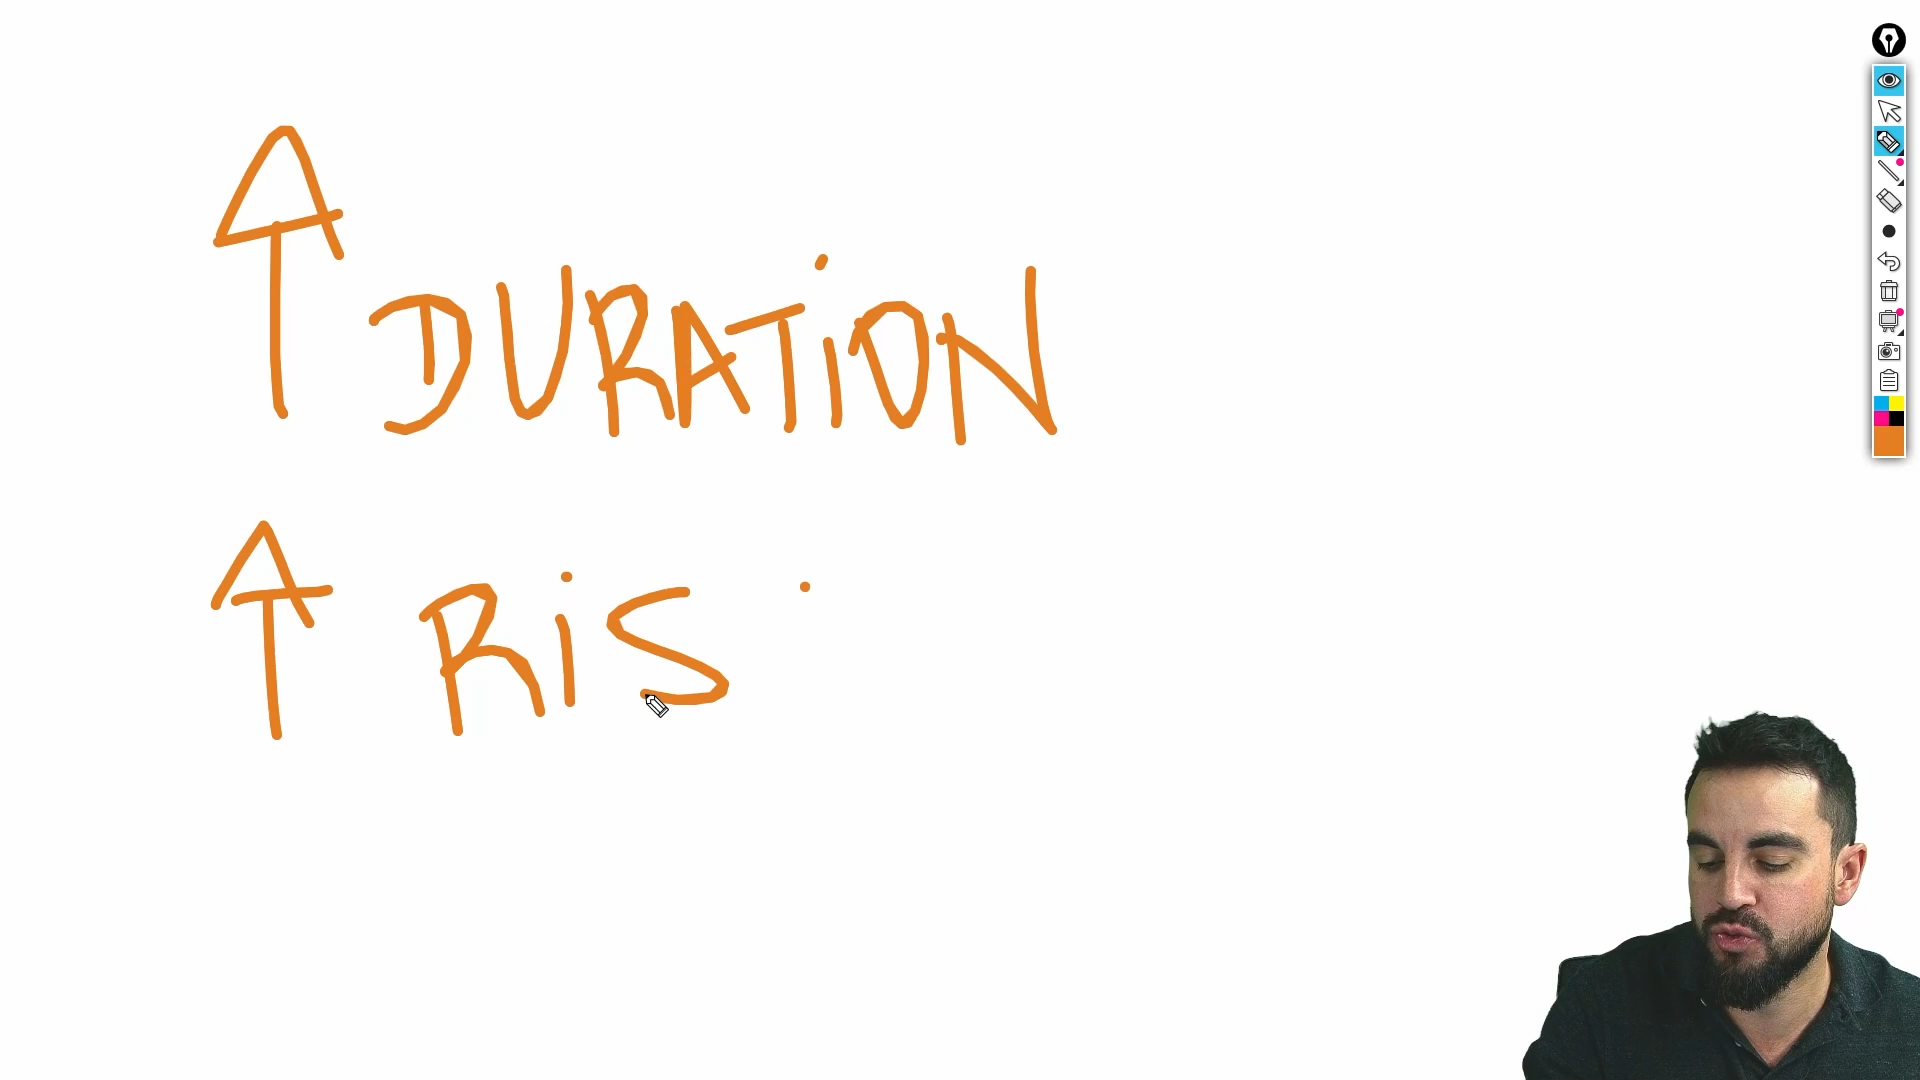 ↑ DURATiON
↑ RiS